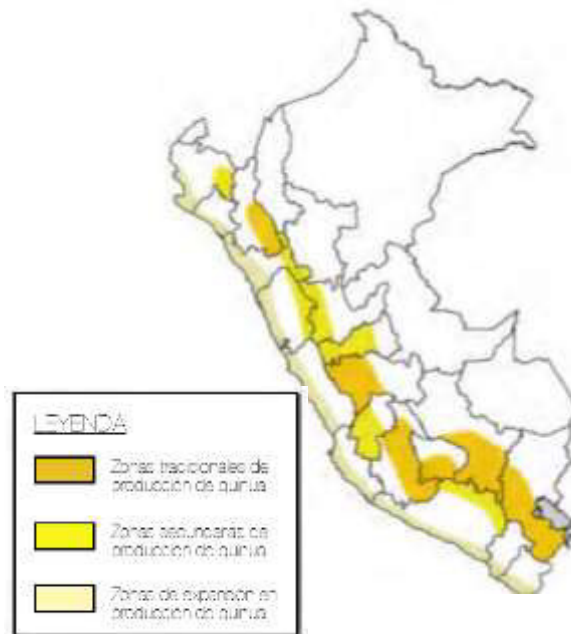 LEYENDA
Zonas tradicionales de
producción de quinua
Zonas secundarias de
producción de quinua
Zonas de expansión en
producción de quinua